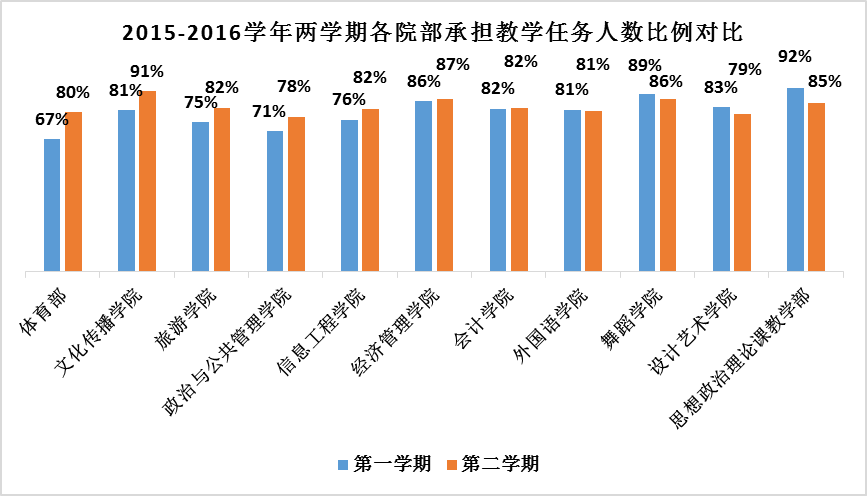 2015-2016学年两学期各院部承担教学任务人数比例对比
67% 80% 81% 91% 75% 82% 71% 78% 76% 82% 86% 87% 82% 82% 81% 81% 89% 86% 83% 79% 92% 85%
体育部
文化传播学院
旅游学院
政治与公共管理学院
信息工程学院
经济管理学院
会计学院
外国语学院
舞蹈学院
设计艺术学院
思想政治理论课教学部
第一学期 第二学期